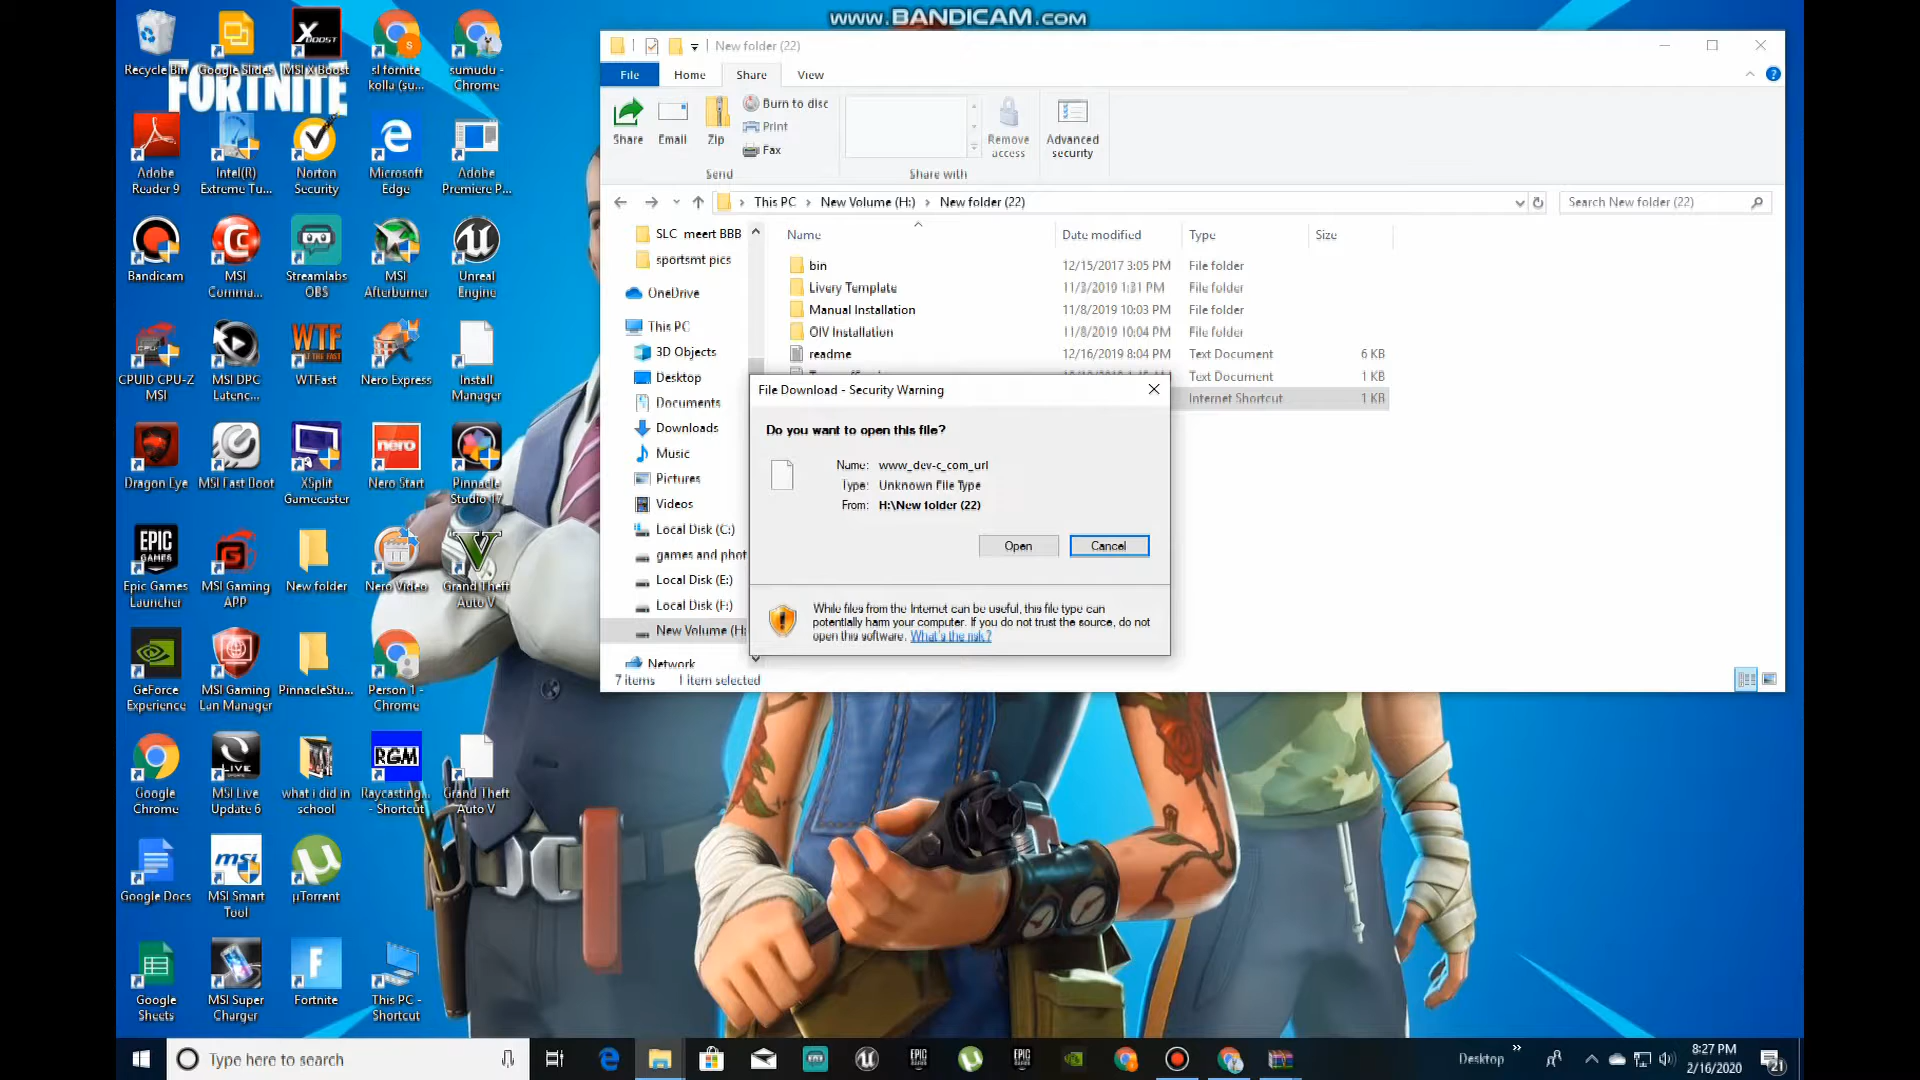 www.BANDICAM.com
Recycle Bin
Google Slides
MSI X Boost
sl fornite kolla (su...
sumudu - Chrome
FORTNITE
Adobe Reader 9
Intel(R) Extreme Tu...
Norton Security
Microsoft Edge
Adobe Premiere P...
Bandicam
MSI Comma...
Streamlabs OBS
MSI Afterburner
Unreal Engine
CPUID CPU-Z MSI
MSI DPC Latenc...
WTFast
Nero Express
Install Manager
Dragon Eye
MSI Fast Boot
XSplit Gamecaster
Nero Start
Pinnacle Studio 17
Epic Games Launcher
MSI Gaming APP
New folder
Nero Video
Grand Theft Auto V
GeForce Experience
MSI Gaming Lan Manager
PinnacleStu...
Person 1 - Chrome
Google Chrome
MSI Live Update 6
what i did in school
Raycasting... - Shortcut
Grand Theft Auto V
Google Docs
MSI Smart Tool
µTorrent
Google Sheets
MSI Super Charger
Fortnite
This PC - Shortcut
New folder (22)
File
Home
Share
View
Share
Email
Zip
Burn to disc
Print
Fax
Remove access
Advanced security
Send
Share with
This PC
New Volume (H:)
New folder (22)
Search New folder (22)
SLC meert BBB
sportsmt pics
OneDrive
This PC
3D Objects
Desktop
Documents
Downloads
Music
Pictures
Videos
Local Disk (C:)
games and phot
Local Disk (E:)
Local Disk (F:)
New Volume (H:
Network
Name Date modified Type Size
bin 12/15/2017 3:05 PM File folder
Livery Template 11/3/2019 1:31 PM File folder
Manual Installation 11/8/2019 10:03 PM File folder
OIV Installation 11/8/2019 10:04 PM File folder
readme 12/16/2019 8:04 PM Text Document 6 KB
Text Document 1 KB
Internet Shortcut 1 KB
7 items 1 item selected
File Download - Security Warning
Do you want to open this file?
Name: www_dev-c_com_url
Type: Unknown File Type
From: H:\New folder (22)
Open
Cancel
While files from the Internet can be useful, this file type can
potentially harm your computer. If you do not trust the source, do not
open this software. What's the risk?
Type here to search
Desktop
8:27 PM
2/16/2020
21